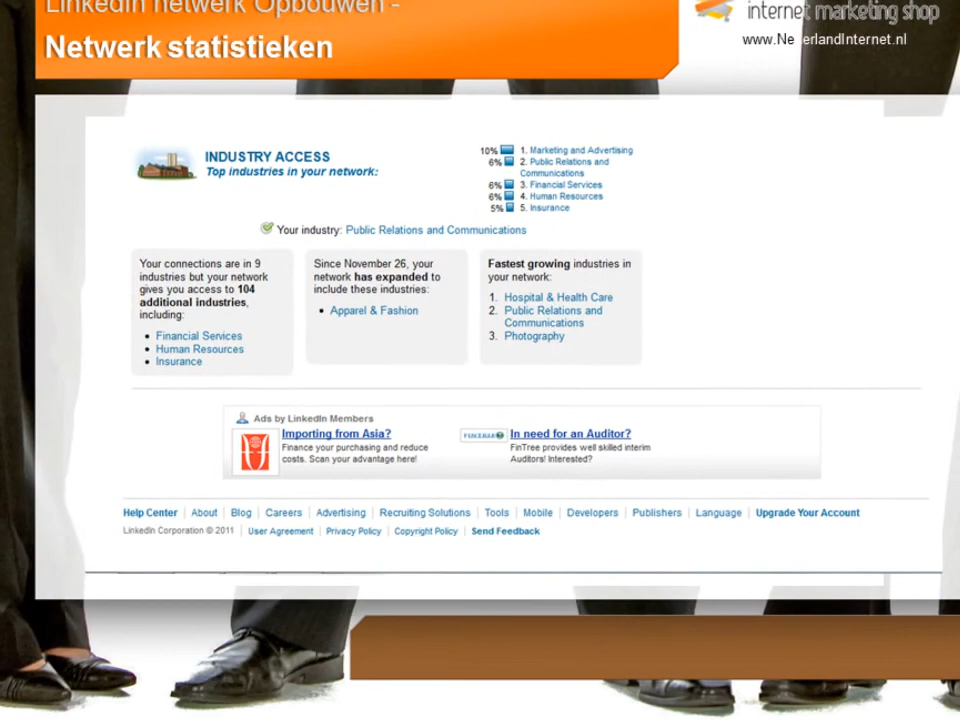 LinkedIn netwerk Opbouwen -
Netwerk statistieken
internet marketing shop
www.NederlandInternet.nl
INDUSTRY ACCESS
Top industries in your network:
10% 1. Marketing and Advertising
6% 2. Public Relations and
Communications
6% 3. Financial Services
6% 4. Human Resources
5% 5. Insurance
Your industry: Public Relations and Communications
Your connections are in 9
industries but your network
gives you access to 104
additional industries,
including:
• Financial Services
• Human Resources
• Insurance
Since November 26, your
network has expanded to
include these industries:
• Apparel & Fashion
Fastest growing industries in
your network:
1. Hospital & Health Care
2. Public Relations and
Communications
3. Photography
Ads by LinkedIn Members
Importing from Asia?
Finance your purchasing and reduce
costs. Scan your advantage here!
In need for an Auditor?
FinTree provides well skilled interim
Auditors! Interested?
Help Center | About | Blog | Careers | Advertising | Recruiting Solutions | Tools | Mobile | Developers | Publishers | Language | Upgrade Your Account
LinkedIn Corporation © 2011 | User Agreement | Privacy Policy | Copyright Policy | Send Feedback